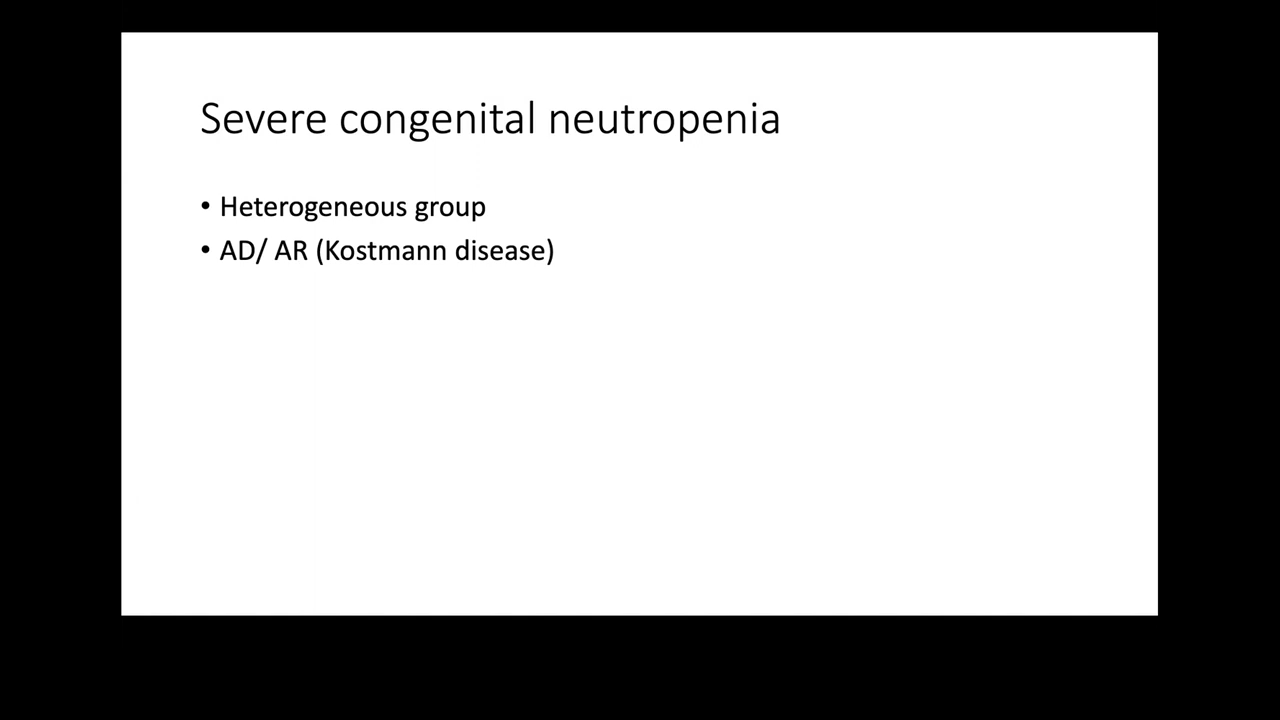 Severe congenital neutropenia
• Heterogeneous group
• AD/ AR (Kostmann disease)